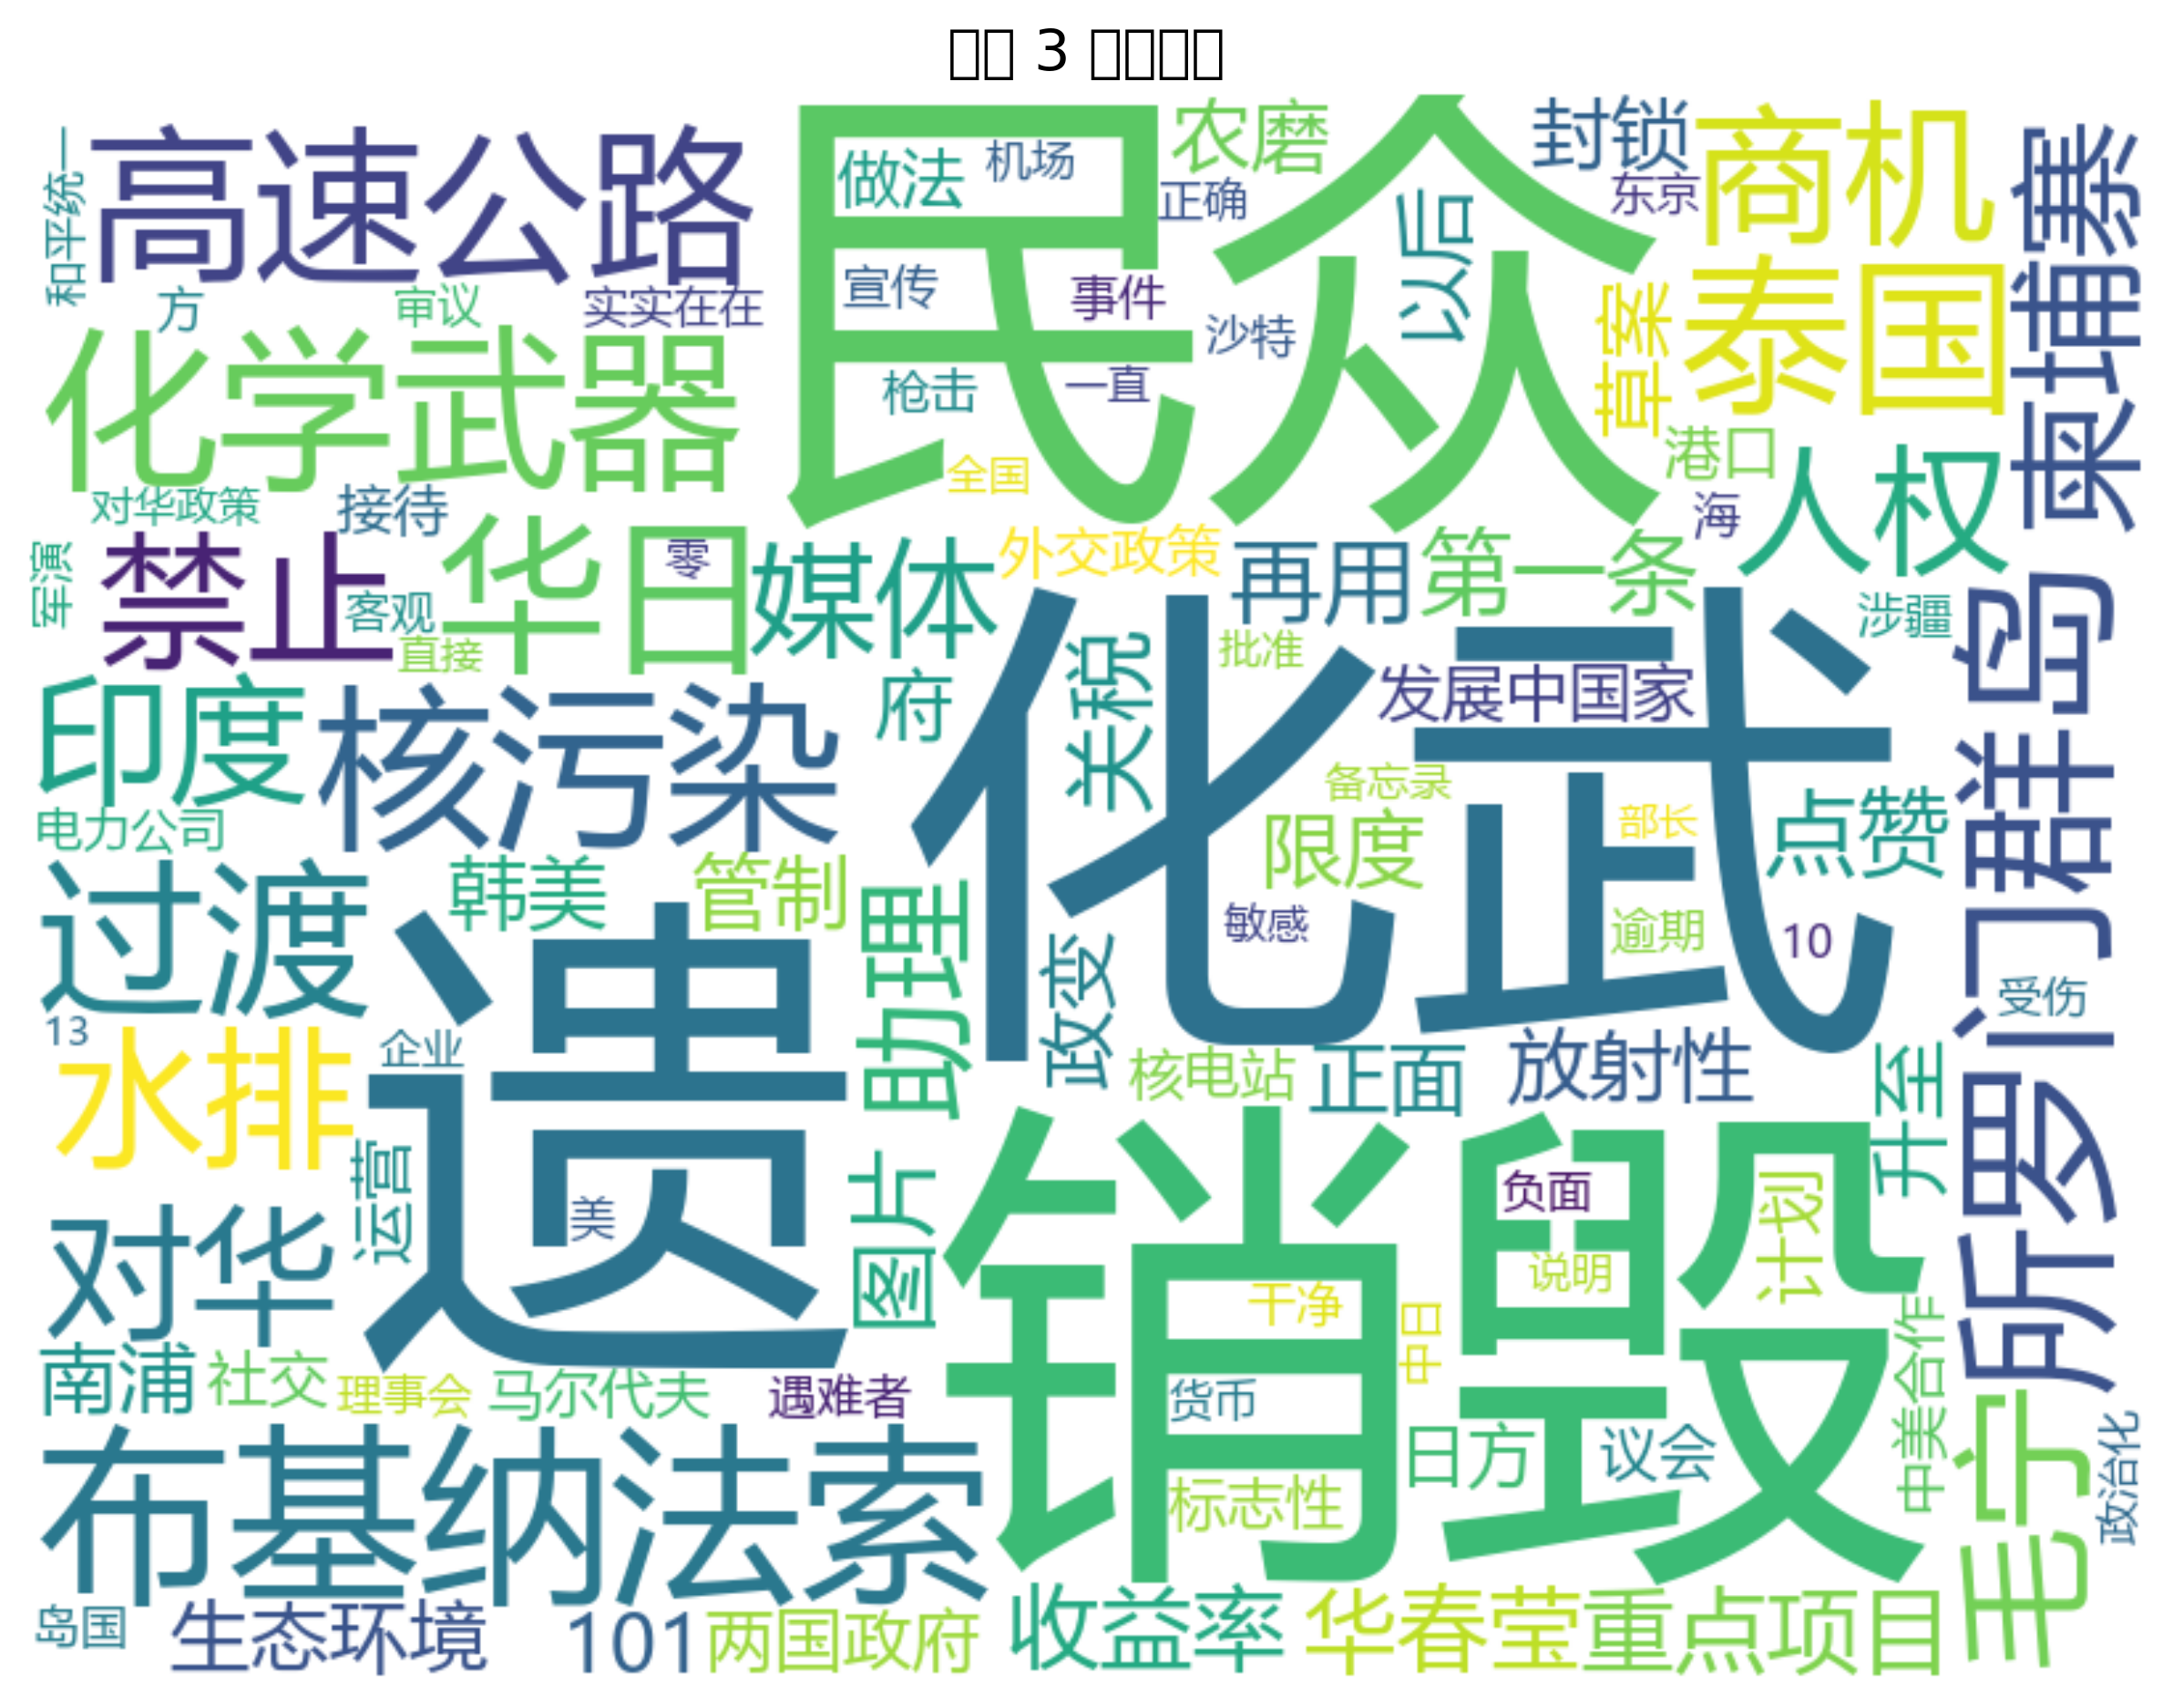 3
高速公路
民众
做法
机场
农磨
正确
封锁
东京
商机
柬埔寨
和平统一
方
审议
实实在在
宣传
事件
沙特
以后
草案
泰国
化学武器
枪击
一直
全国
港口
海
人权
对华政策
接待
军演
禁止
客观
直接
华日
零
媒体
外交政策
再用
第一条
涉疆
印度
核污染
府
关税
批准
化武
发展中国家
所罗门群岛
电力公司
备忘录
限度
部长
点赞
过渡
韩美
管制
助理
政变
敏感
逾期
10
受伤
13
水排
企业
遗
美
核电站
正面
放射性
开至
运营
对华
图片
销毁
负面
计划
说明
干净
中日
货币
南浦
社交
理事会
马尔代夫
遇难者
日方
议会
标志性
中美合作
毛宁
政治化
布基纳法索
岛国
生态环境
101
两国政府
收益率
华春莹
重点项目